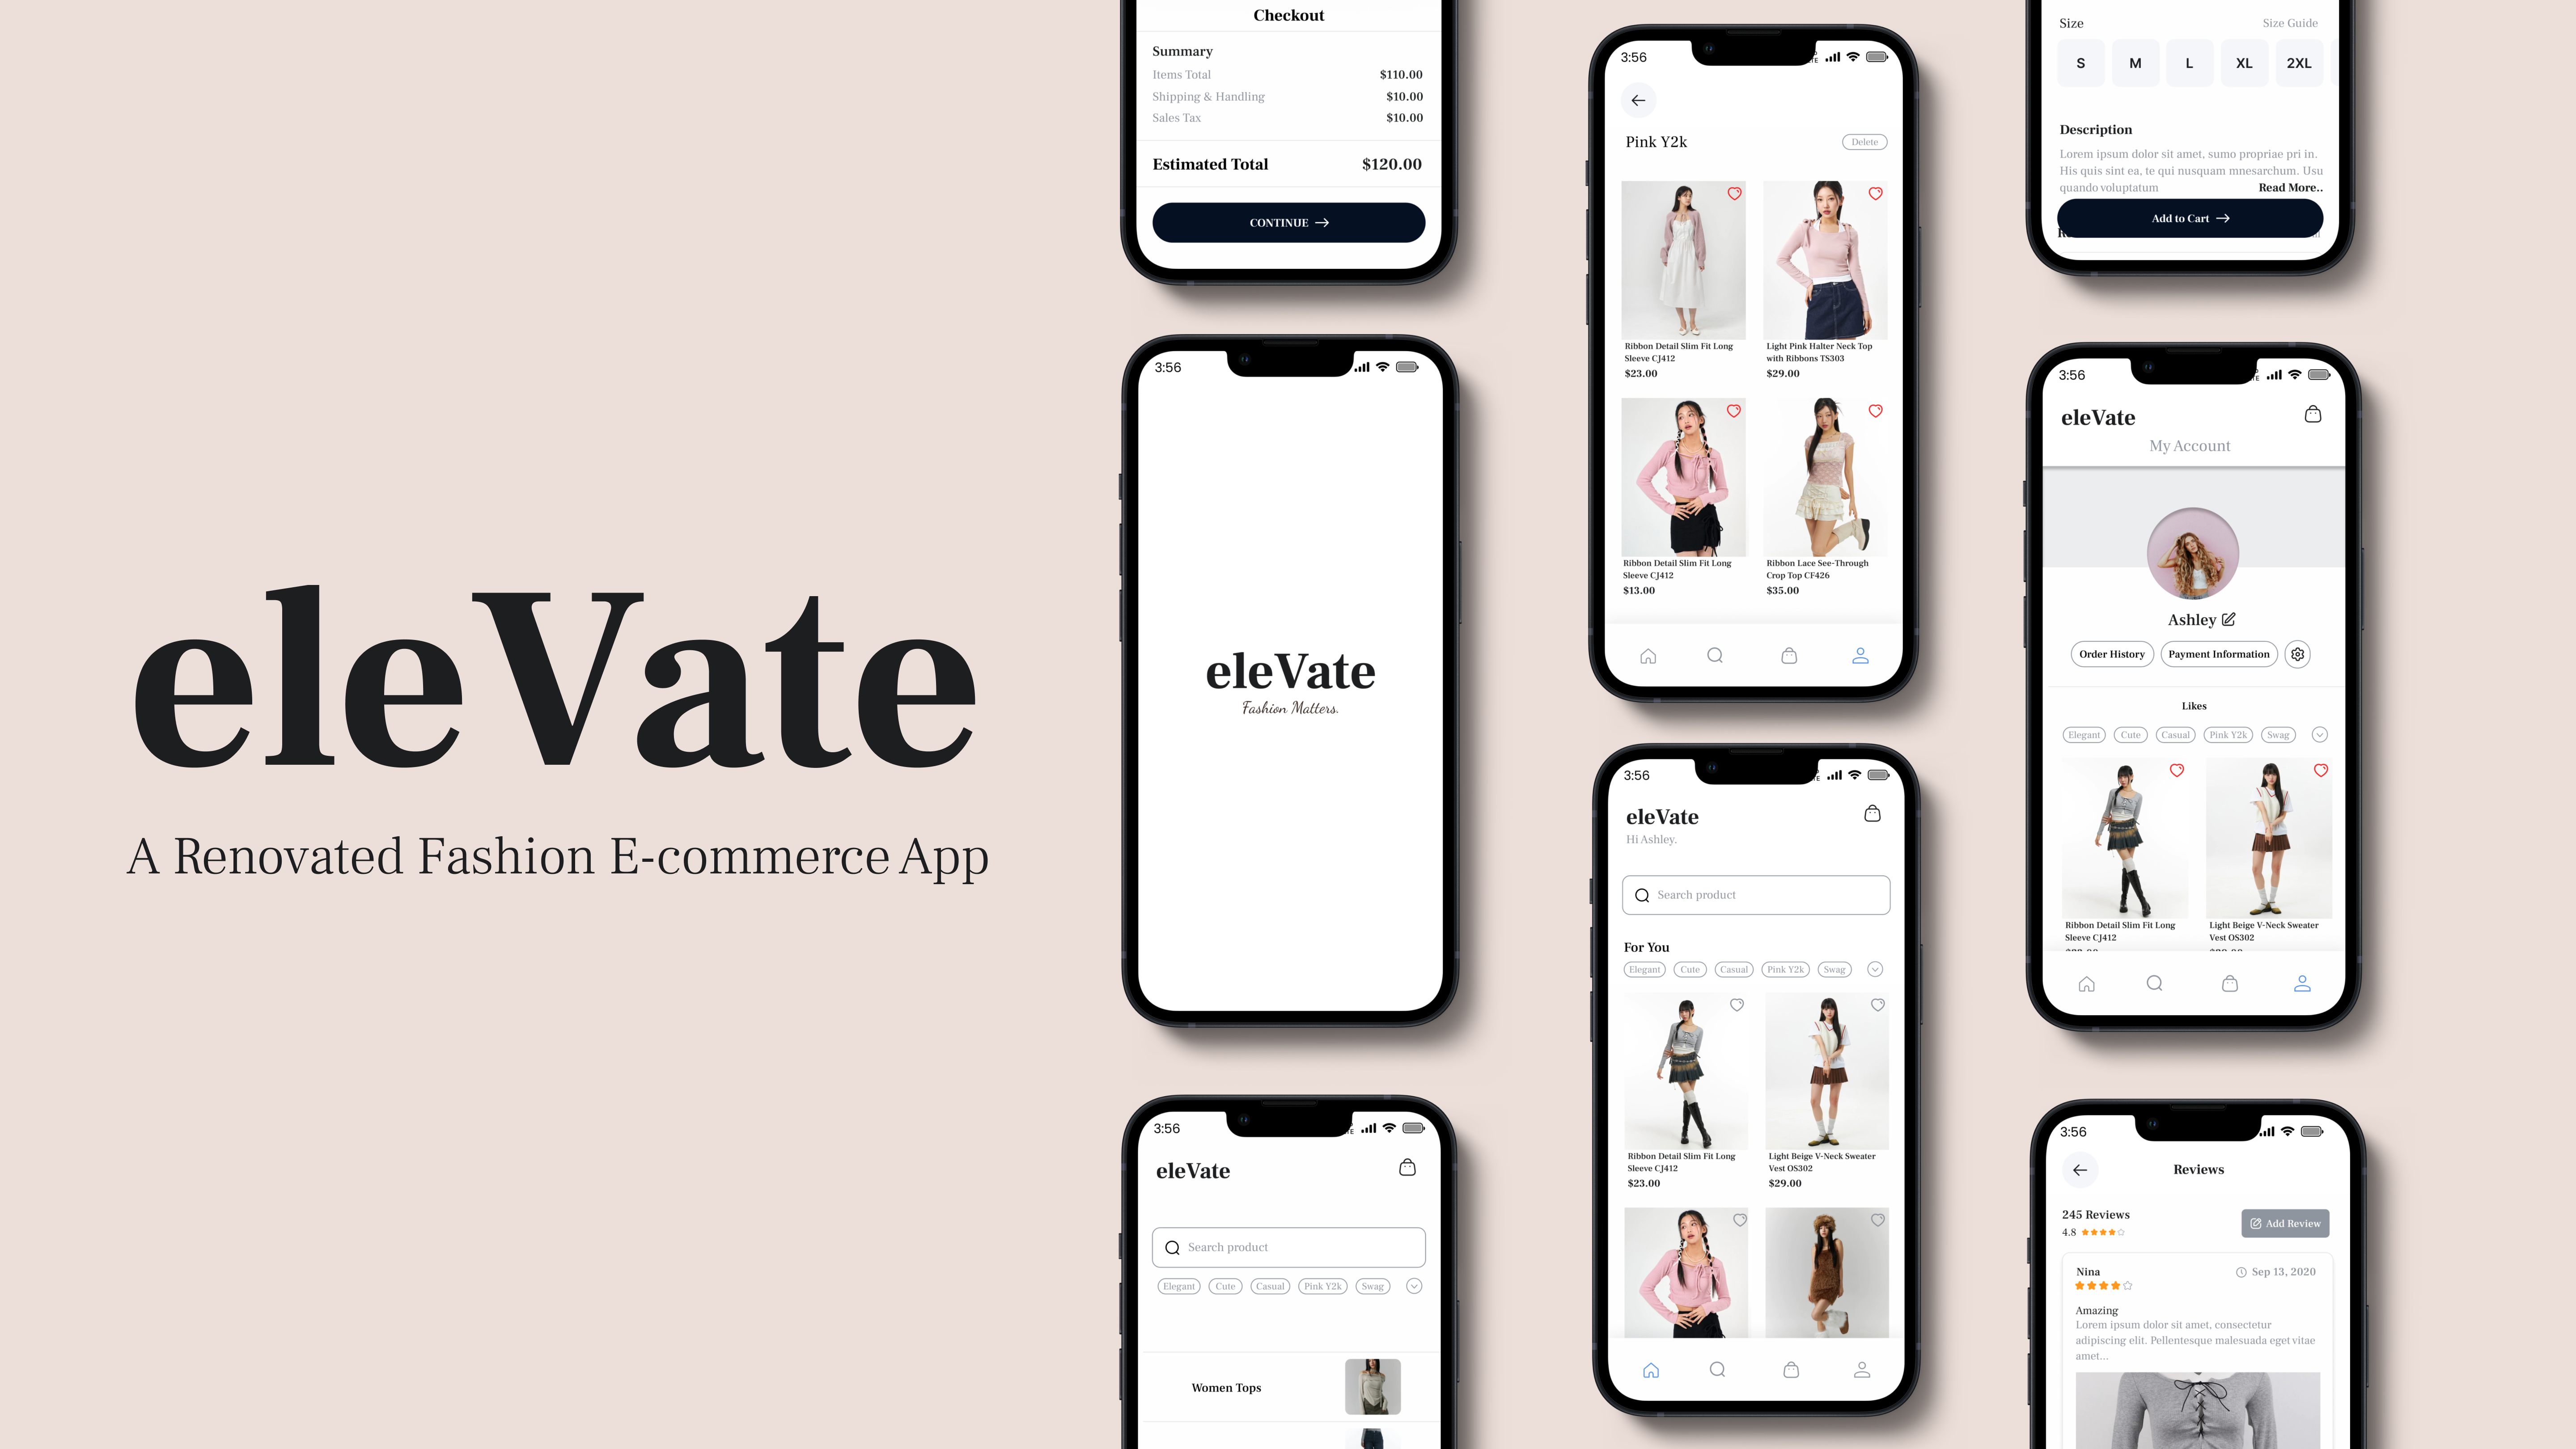 eleVate
A Renovated Fashion E-commerce App
Checkout
Summary
Items Total $110.00
Shipping & Handling $10.00
Sales Tax $10.00
Estimated Total $120.00
CONTINUE
3:56
eleVate
Fashion Matters.
3:56
eleVate
Search product
Elegant Cute Casual Pink Y2k Swag
Women Tops
3:56
Pink Y2k Delete
Ribbon Detail Slim Fit Long
Sleeve CJ412
$23.00
Light Pink Halter Neck Top
with Ribbons TS303
$29.00
Ribbon Detail Slim Fit Long
Sleeve CJ412
$13.00
Ribbon Lace See-Through
Crop Top CF426
$35.00
3:56
eleVate
Hi Ashley.
Search product
For You
Elegant Cute Casual Pink Y2k Swag
Ribbon Detail Slim Fit Long
Sleeve CJ412
$23.00
Light Beige V-Neck Sweater
Vest OS302
$29.00
Size Size Guide
S M L XL 2XL
Description
Lorem ipsum dolor sit amet, sumo propriae pri in.
His quis sint ea, te qui nusquam mnesarchum. Usu
quando voluptatum Read More..
Add to Cart
3:56
eleVate
My Account
Ashley
Order History Payment Information
Likes
Elegant Cute Casual Pink Y2k Swag
Ribbon Detail Slim Fit Long
Sleeve CJ412
Light Beige V-Neck Sweater
Vest OS302
3:56
Reviews
245 Reviews
4.8
Add Review
Nina Sep 13, 2020
Amazing
Lorem ipsum dolor sit amet, consectetur
adipiscing elit. Pellentesque malesuada eget vitae
amet...